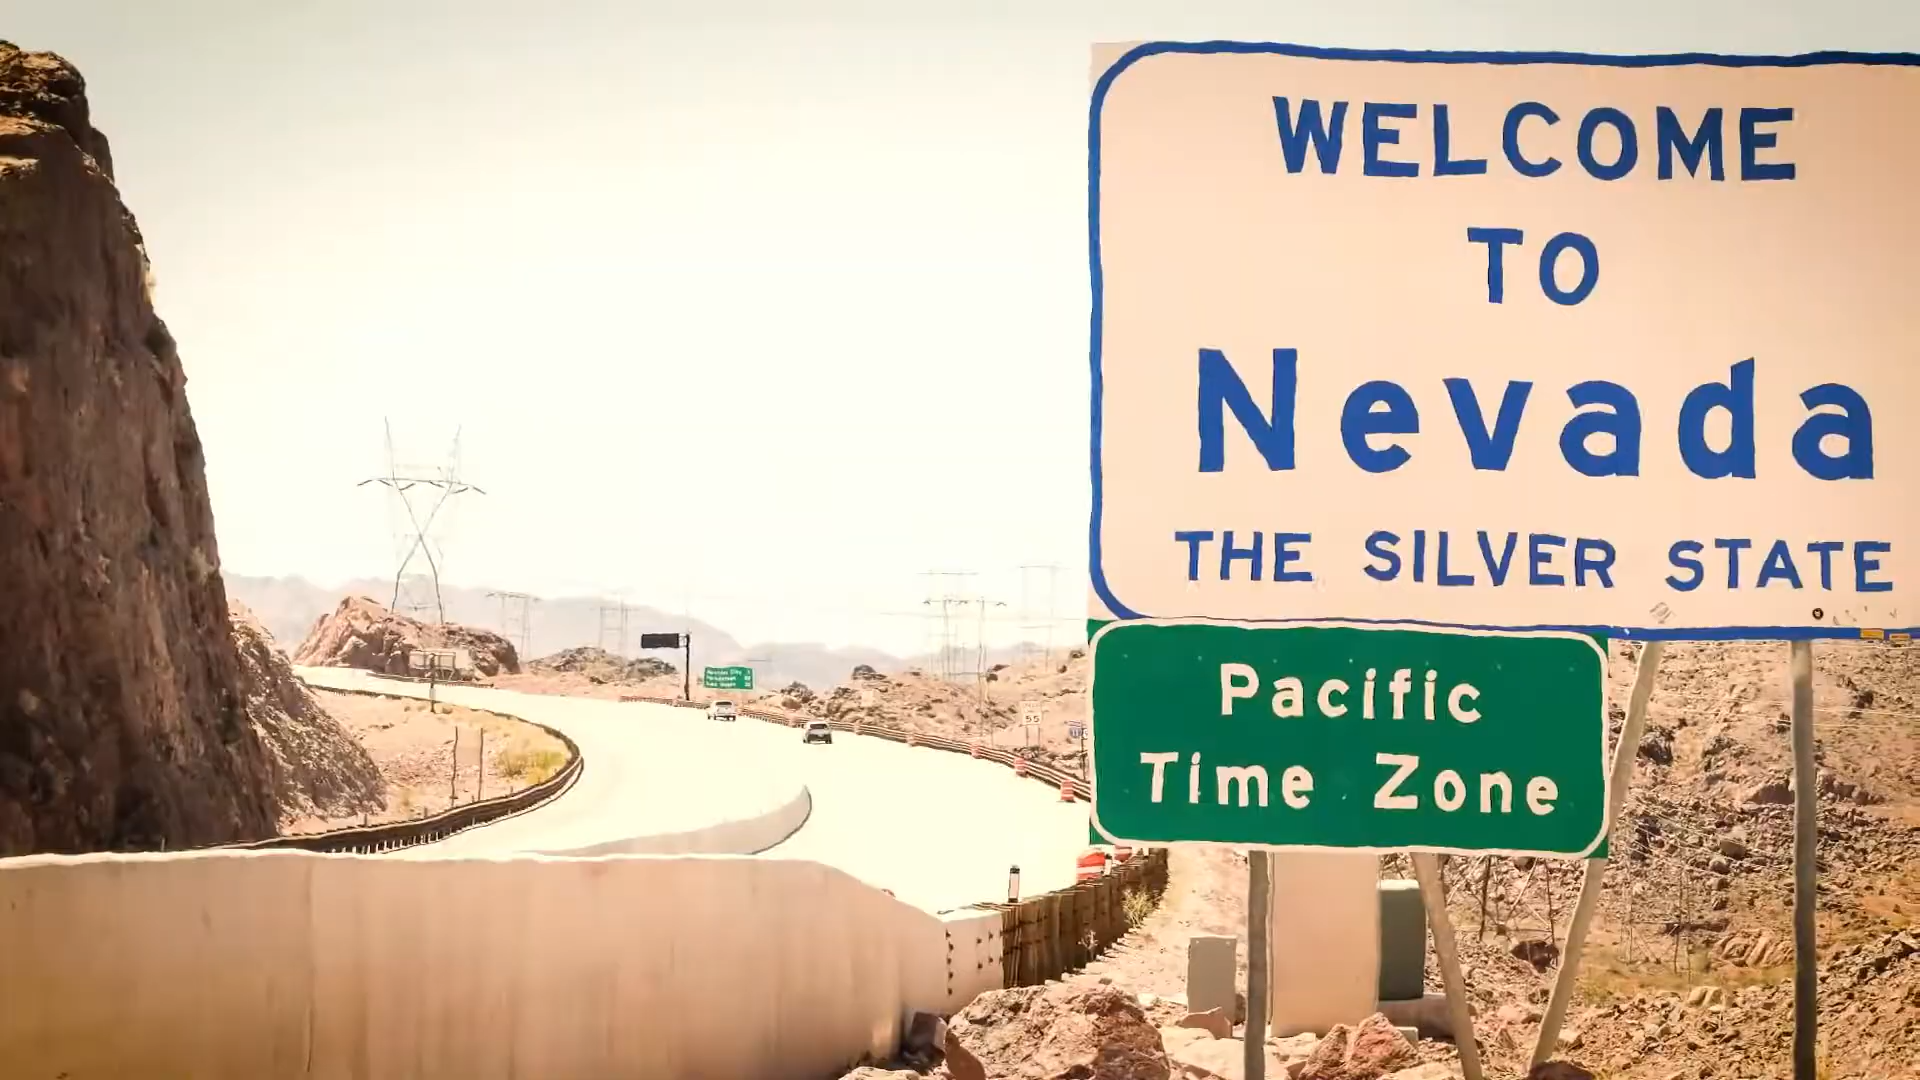 WELCOME
TO
Nevada
THE SILVER STATE
Pacific
Time Zone
55